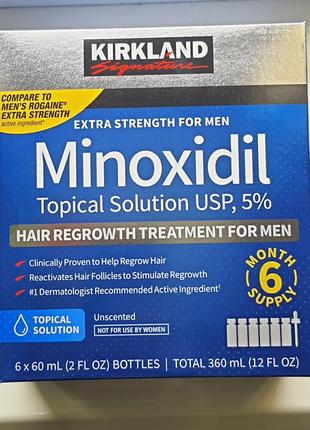 KIRKLAND
Signature
COMPARE TO
MEN'S ROGAINE®
EXTRA STRENGTH
active ingredient*
EXTRA STRENGTH FOR MEN
Minoxidil
Topical Solution USP, 5%
HAIR REGROWTH TREATMENT FOR MEN
• Clinically Proven to Help Regrow Hair
• Reactivates Hair Follicles to Stimulate Regrowth
• #1 Dermatologist Recommended Active Ingredient†
MONTH
6
SUPPLY
TOPICAL
SOLUTION
Unscented
NOT FOR USE BY WOMEN
6 x 60 mL (2 FL OZ) BOTTLES | TOTAL 360 mL (12 FL OZ)